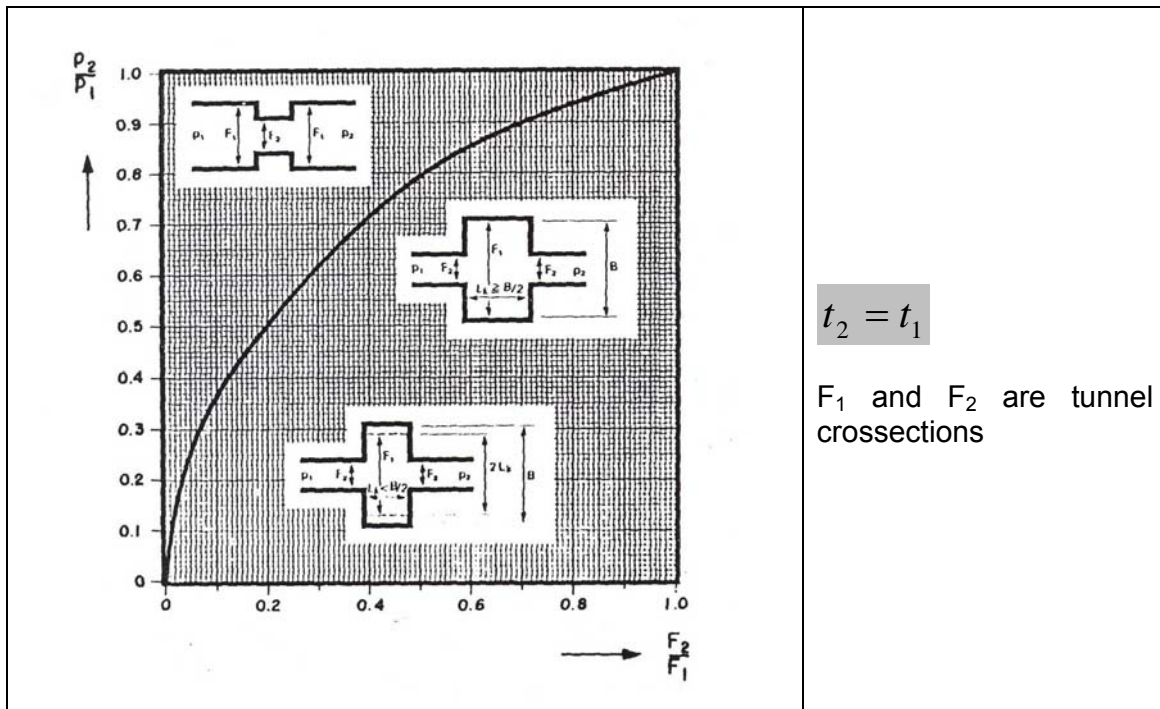 p2
p1
1.0
0.9
0.8
0.7
0.6
0.5
0.4
0.3
0.2
0.1
0
0 0.2 0.4 0.6 0.8 1.0
F2
F1
p1 F1 F2 F1 p2
F1
p1 F2 F2 p2 B
Lk ≥ B/2
F1 2Lk B
p1 F2 F2 p2
Lk < B/2
t2 = t1
F1 and F2 are tunnel
crossections